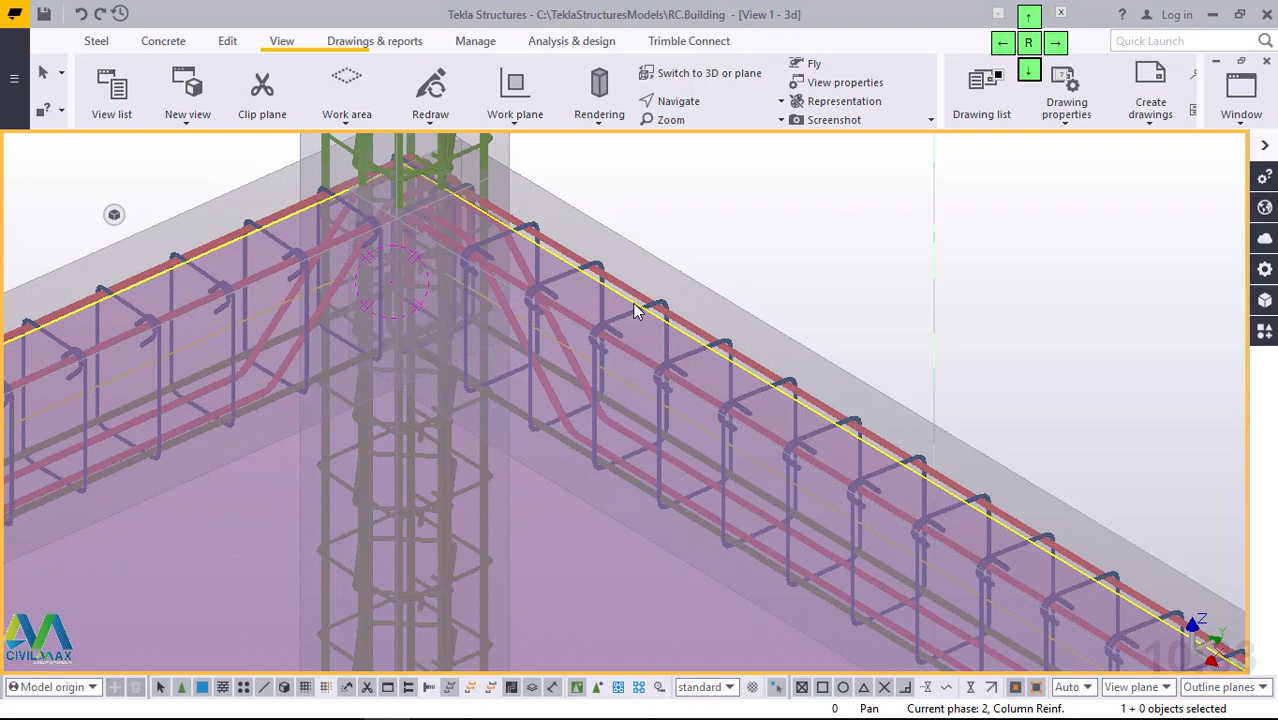 Tekla Structures - C:\TeklaStructuresModels\RC.Building - [View 1 - 3d]
Log in
Steel Concrete Edit View Drawings & reports Manage Analysis & design Trimble Connect
Quick Launch
R
View list
New view
Clip plane
Work area
Redraw
Work plane
Rendering
Switch to 3D or plane
Navigate
Zoom
Fly
View properties
Representation
Screenshot
Drawing list
Drawing properties
Create drawings
Window
Z
Y
CIVILMAX
Model origin
standard
Auto
View plane
Outline planes
0 Pan Current phase: 2, Column Reinf. 1 + 0 objects selected